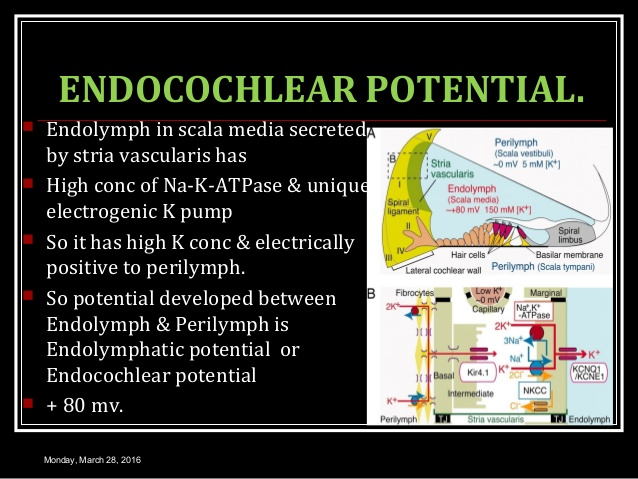 ENDOCOCHLEAR POTENTIAL.
Endolymph in scala media secreted
by stria vascularis has
High conc of Na-K-ATPase & unique
electrogenic K pump
So it has high K conc & electrically
positive to perilymph.
So potential developed between
Endolymph & Perilymph is
Endolymphatic potential or
Endocochlear potential
+ 80 mv.
A
V
B
Stria
vascularis
Perilymph
(Scala vestibuli)
~0 mV 5 mM [K+]
I
Endolymph
(Scala media)
~+80 mV 150 mM [K+]
Spiral
ligament
II
Spiral
limbus
IV
III
Hair cells
Basilar membrane
Lateral cochlear wall
Perilymph (Scala tympani)
B
Fibrocytes
Low K+
~0 mV
Capillary
Marginal
Na+,K+
-ATPase
2K+
2K+
3Na+
Na+
K+
K+
Kir4.1
2Cl-
KCNQ1
/KCNE1
Basal
NKCC
Intermediate
K+
Cl-
Perilymph
TJ
Stria vascularis
TJ
Endolymph
Monday, March 28, 2016